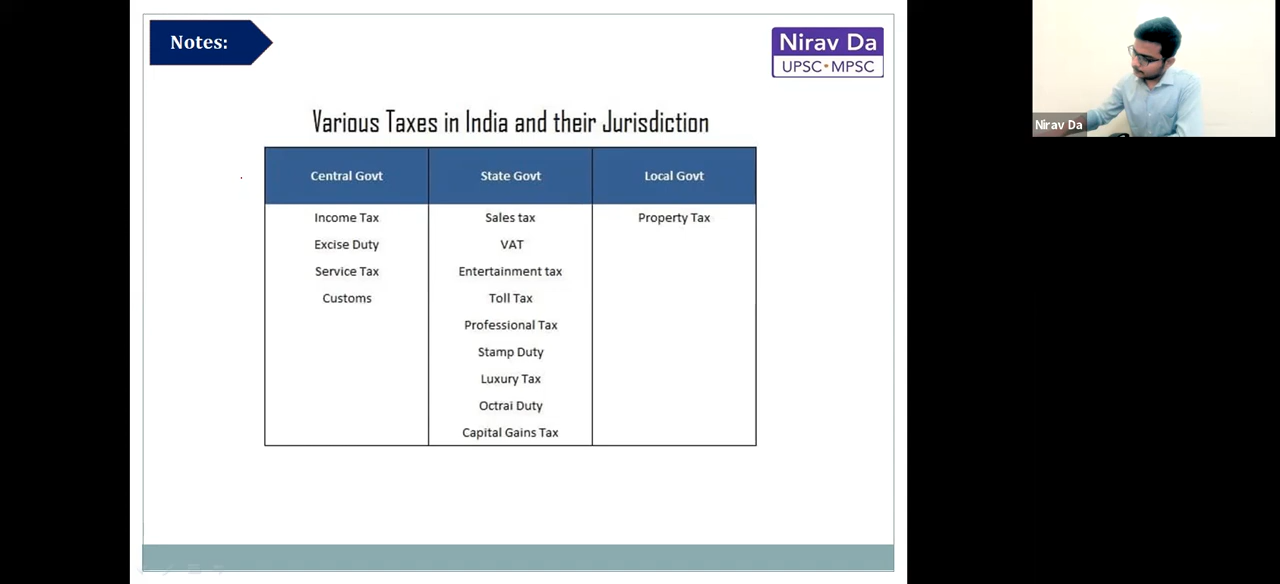 Notes:
Nirav Da
UPSC•MPSC
Various Taxes in India and their Jurisdiction
Central Govt
Income Tax
Excise Duty
Service Tax
Customs
State Govt
Sales tax
VAT
Entertainment tax
Toll Tax
Professional Tax
Stamp Duty
Luxury Tax
Octrai Duty
Capital Gains Tax
Local Govt
Property Tax
Nirav Da